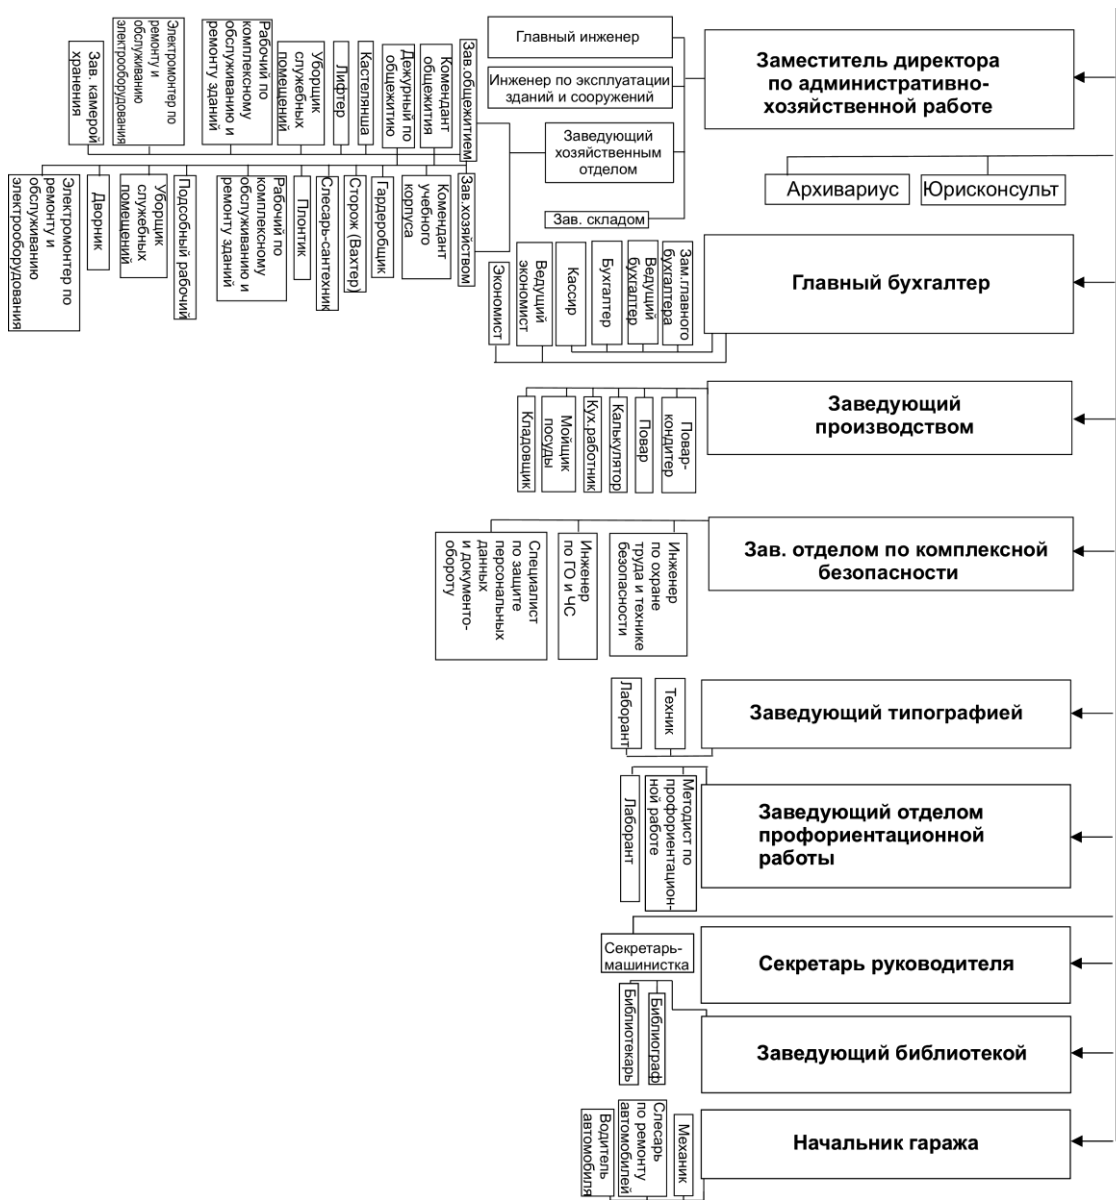 Главный инженер
Инженер по эксплуатации
зданий и сооружений
Заведующий
хозяйственным
отделом
Зав. складом
Заместитель директора
по административно-
хозяйственной работе
Архивариус
Юрисконсульт
Зав.общежитием
Комендант
общежития
Дежурный по
общежитию
Кастелянша
Лифтер
Уборщик
служебных
помещений
Рабочий по
комплексному
обслуживанию и
ремонту зданий
Электромонтер по
ремонту и
обслуживанию
электрооборудования
Зав. камерой
хранения
Зав.хозяйством
Комендант
учебного
корпуса
Гардеробщик
Сторож (Вахтер)
Слесарь-сантехник
Плонтик
Рабочий по
комплексному
обслуживанию и
ремонту зданий
Подсобный рабочий
Уборщик
служебных
помещений
Дворник
Электромонтер по
ремонту и
обслуживанию
электрооборудования
Главный бухгалтер
Зам.главного
бухгалтера
Ведущий
бухгалтер
Бухгалтер
Кассир
Ведущий
экономист
Экономист
Заведующий
производством
Повар-
кондитер
Повар
Калькулятор
Кух.работник
Мойщик
посуды
Кладовщик
Зав. отделом по комплексной
безопасности
Инженер
по охране
труда и технике
безопасности
Инженер
по ГО и ЧС
Специалист
по защите
персональных
данных
и документо-
обороту
Заведующий типографией
Техник
Лаборант
Заведующий отделом
профориентационной
работы
Методист по
профориентацион-
ной работе
Лаборант
Секретарь руководителя
Секретарь-
машинистка
Заведующий библиотекой
Библиограф
Библиотекарь
Начальник гаража
Механик
Слесарь
по ремонту
автомобилей
Водитель
автомобиля